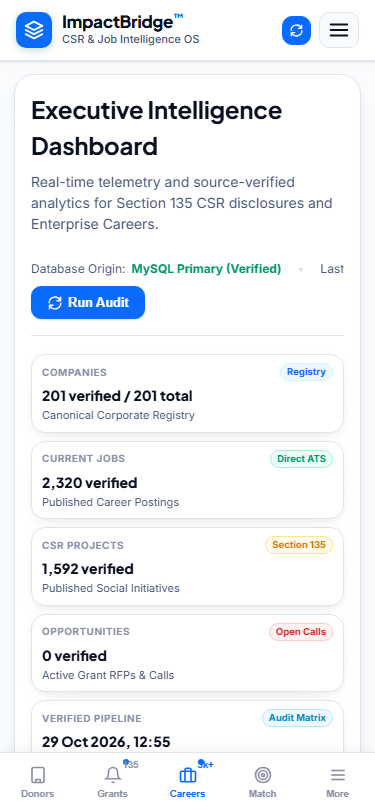 ImpactBridge™
CSR & Job Intelligence OS
Executive Intelligence
Dashboard
Real-time telemetry and source-verified
analytics for Section 135 CSR disclosures and
Enterprise Careers.
Database Origin: MySQL Primary (Verified) • Last
Run Audit
COMPANIES Registry
201 verified / 201 total
Canonical Corporate Registry
CURRENT JOBS Direct ATS
2,320 verified
Published Career Postings
CSR PROJECTS Section 135
1,592 verified
Published Social Initiatives
OPPORTUNITIES Open Calls
0 verified
Active Grant RFPs & Calls
VERIFIED PIPELINE Audit Matrix
29 Oct 2026, 12:55
135 3k+
Donors Grants Careers Match More